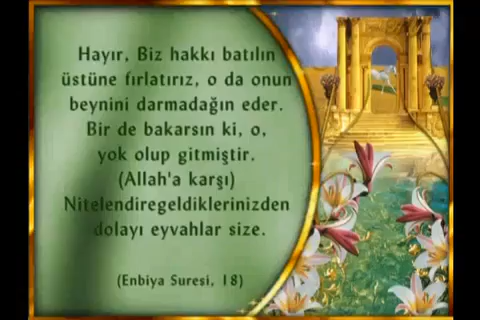 Hayır, Biz hakkı batılın
üstüne fırlatırız, o da onun
beynini darmadağın eder.
Bir de bakarsın ki, o,
yok olup gitmiştir.
(Allah'a karşı)
Nitelendiregeldiklerinizden
dolayı eyvahlar size.
(Enbiya Suresi, 18)